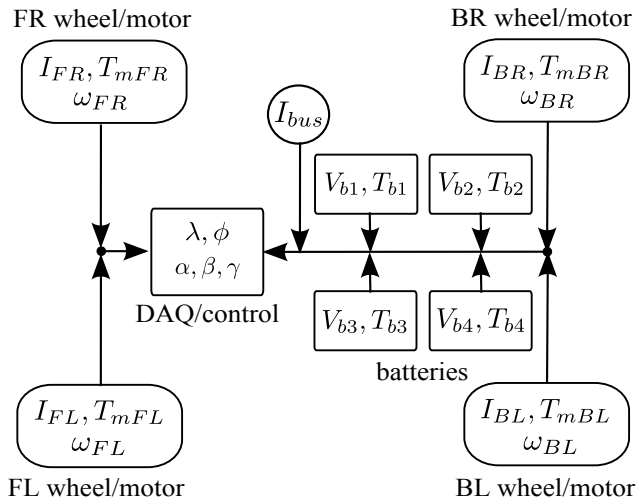 FR wheel/motor
BR wheel/motor
I_{FR}, T_{mFR}
ω_{FR}
I_{BR}, T_{mBR}
ω_{BR}
I_{bus}
V_{b1}, T_{b1}
V_{b2}, T_{b2}
λ, ϕ
α, β, γ
DAQ/control
V_{b3}, T_{b3}
V_{b4}, T_{b4}
batteries
I_{FL}, T_{mFL}
ω_{FL}
I_{BL}, T_{mBL}
ω_{BL}
FL wheel/motor
BL wheel/motor